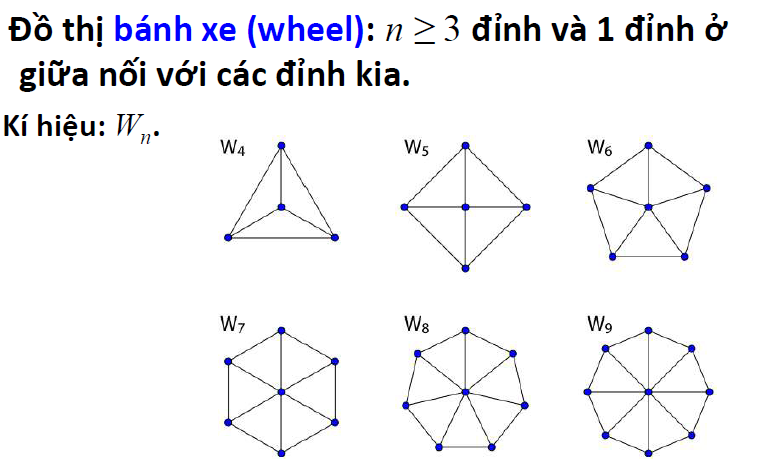 Đồ thị bánh xe (wheel): n ≥ 3 đỉnh và 1 đỉnh ở
giữa nối với các đỉnh kia.
Kí hiệu: Wₙ.
W₄ W₅ W₆
W₇ W₈ W₉